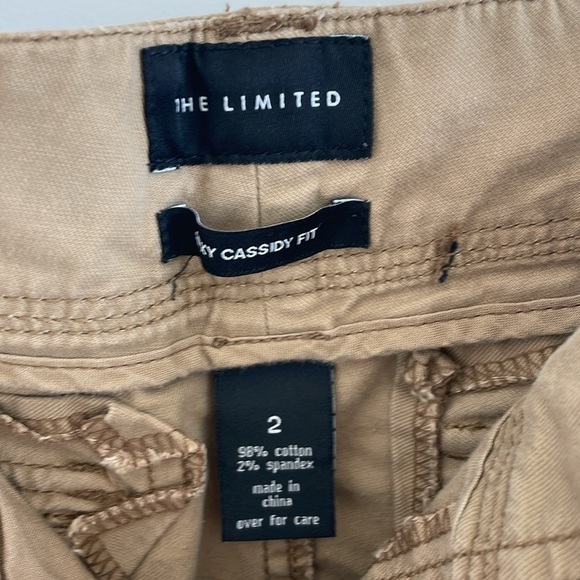 THE LIMITED
CASSIDY FIT
2
98% cotton
2% spandex
made in
china
over for care